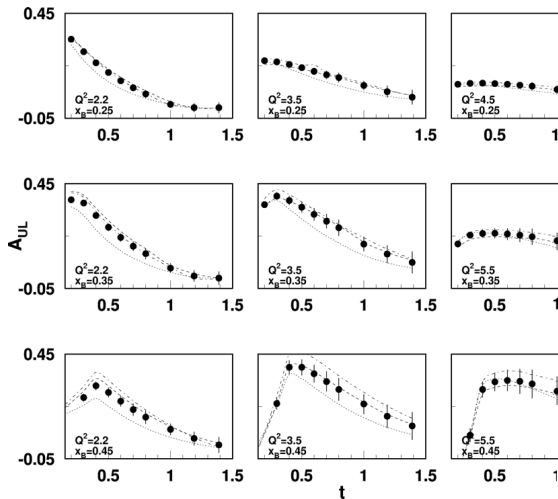 0.45
-0.05
Q²=2.2
x_B=0.25
0.5 1 1.5
Q²=3.5
x_B=0.25
0.5 1 1.5
Q²=4.5
x_B=0.25
0.5 1
A_UL
0.45
-0.05
Q²=2.2
x_B=0.35
0.5 1 1.5
Q²=3.5
x_B=0.35
0.5 1 1.5
Q²=5.5
x_B=0.35
0.5 1
0.45
-0.05
Q²=2.2
x_B=0.45
0.5 1 1.5
Q²=3.5
x_B=0.45
0.5 1 1.5
Q²=5.5
x_B=0.45
0.5 1
t